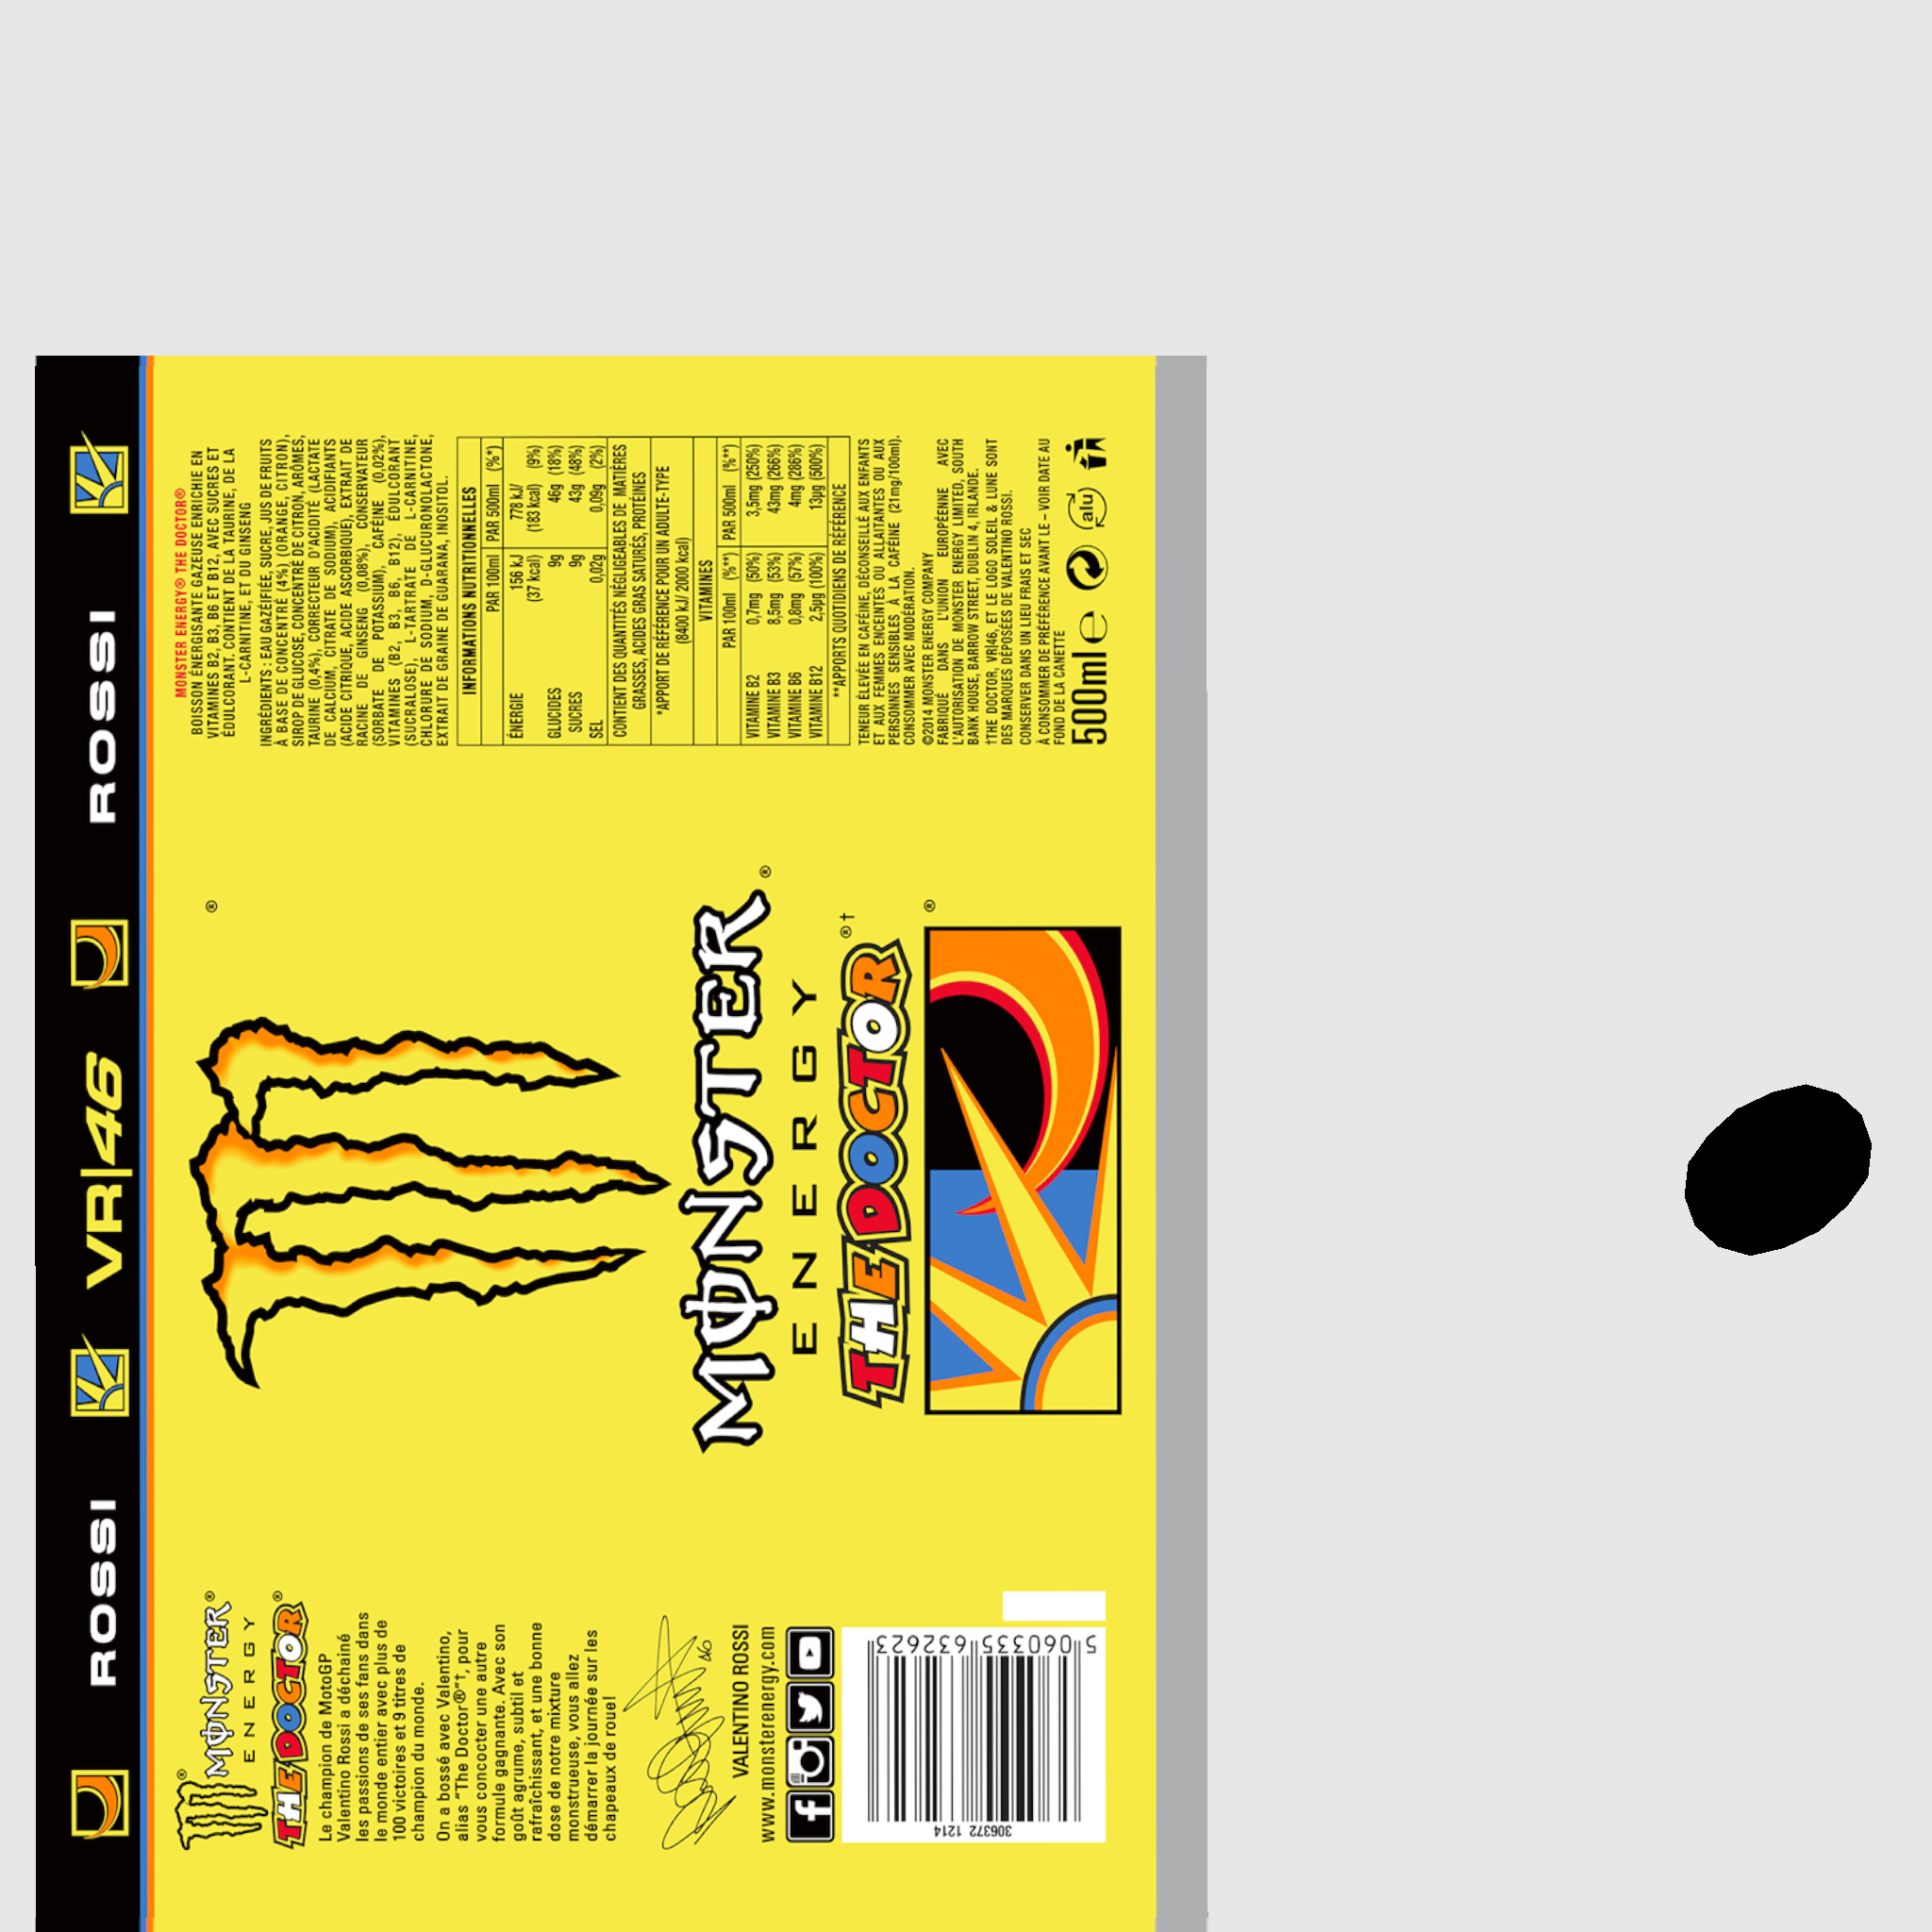 ROSSI VR|46 ROSSI
MONSTER®
ENERGY
THE DOCTOR®
Le champion de MotoGP
Valentino Rossi a déchaîné
les passions de ses fans dans
le monde entier avec plus de
100 victoires et 9 titres de
champion du monde.
On a bossé avec Valentino,
alias “The Doctor®”†, pour
vous concocter une autre
formule gagnante. Avec son
goût agrume, subtil et
rafraîchissant, et une bonne
dose de notre mixture
monstrueuse, vous allez
démarrer la journée sur les
chapeaux de roue!
46
VALENTINO ROSSI
www.monsterenergy.com
5 060335 632623
306372 1214
®
MONSTER®
ENERGY
THE DOCTOR®†
®
MONSTER ENERGY® THE DOCTOR®
BOISSON ÉNERGISANTE GAZEUSE ENRICHIE EN
VITAMINES B2, B3, B6 ET B12, AVEC SUCRES ET
ÉDULCORANT. CONTIENT DE LA TAURINE, DE LA
L-CARNITINE, ET DU GINSENG
INGRÉDIENTS : EAU GAZÉIFIÉE, SUCRE, JUS DE FRUITS
À BASE DE CONCENTRÉ (4%) (ORANGE, CITRON),
SIROP DE GLUCOSE, CONCENTRÉ DE CITRON, ARÔMES,
TAURINE (0,4%), CORRECTEUR D'ACIDITÉ (LACTATE
DE CALCIUM, CITRATE DE SODIUM), ACIDIFIANTS
(ACIDE CITRIQUE, ACIDE ASCORBIQUE), EXTRAIT DE
RACINE DE GINSENG (0,08%), CONSERVATEUR
(SORBATE DE POTASSIUM), CAFÉINE (0,02%),
VITAMINES (B2, B3, B6, B12), ÉDULCORANT
(SUCRALOSE), L-TARTRATE DE L-CARNITINE,
CHLORURE DE SODIUM, D-GLUCURONOLACTONE,
EXTRAIT DE GRAINE DE GUARANA, INOSITOL.
INFORMATIONS NUTRITIONNELLES
PAR 100ml PAR 500ml (%*)
ÉNERGIE 156 kJ 778 kJ/
(37 kcal) (183 kcal) (9%)
GLUCIDES 9g 46g (18%)
SUCRES 9g 43g (48%)
SEL 0,02g 0,09g (2%)
CONTIENT DES QUANTITÉS NÉGLIGEABLES DE MATIÈRES
GRASSES, ACIDES GRAS SATURÉS, PROTÉINES
*APPORT DE RÉFÉRENCE POUR UN ADULTE-TYPE
(8400 kJ/ 2000 kcal)
VITAMINES
PAR 100ml (%**) PAR 500ml (%**)
VITAMINE B2 0,7mg (50%) 3,5mg (250%)
VITAMINE B3 8,5mg (53%) 43mg (266%)
VITAMINE B6 0,8mg (57%) 4mg (286%)
VITAMINE B12 2,5µg (100%) 13µg (500%)
**APPORTS QUOTIDIENS DE RÉFÉRENCE
TENEUR ÉLEVÉE EN CAFÉINE, DÉCONSEILLÉ AUX ENFANTS
ET AUX FEMMES ENCEINTES OU ALLAITANTES OU AUX
PERSONNES SENSIBLES À LA CAFÉINE (21mg/100ml).
CONSOMMER AVEC MODÉRATION.
©2014 MONSTER ENERGY COMPANY
FABRIQUÉ DANS L'UNION EUROPÉENNE AVEC
L'AUTORISATION DE MONSTER ENERGY LIMITED, SOUTH
BANK HOUSE, BARROW STREET, DUBLIN 4, IRLANDE.
†THE DOCTOR, VR|46, ET LE LOGO SOLEIL & LUNE SONT
DES MARQUES DÉPOSÉES DE VALENTINO ROSSI.
CONSERVER DANS UN LIEU FRAIS ET SEC
À CONSOMMER DE PRÉFÉRENCE AVANT LE – VOIR DATE AU
FOND DE LA CANETTE
500ml e alu